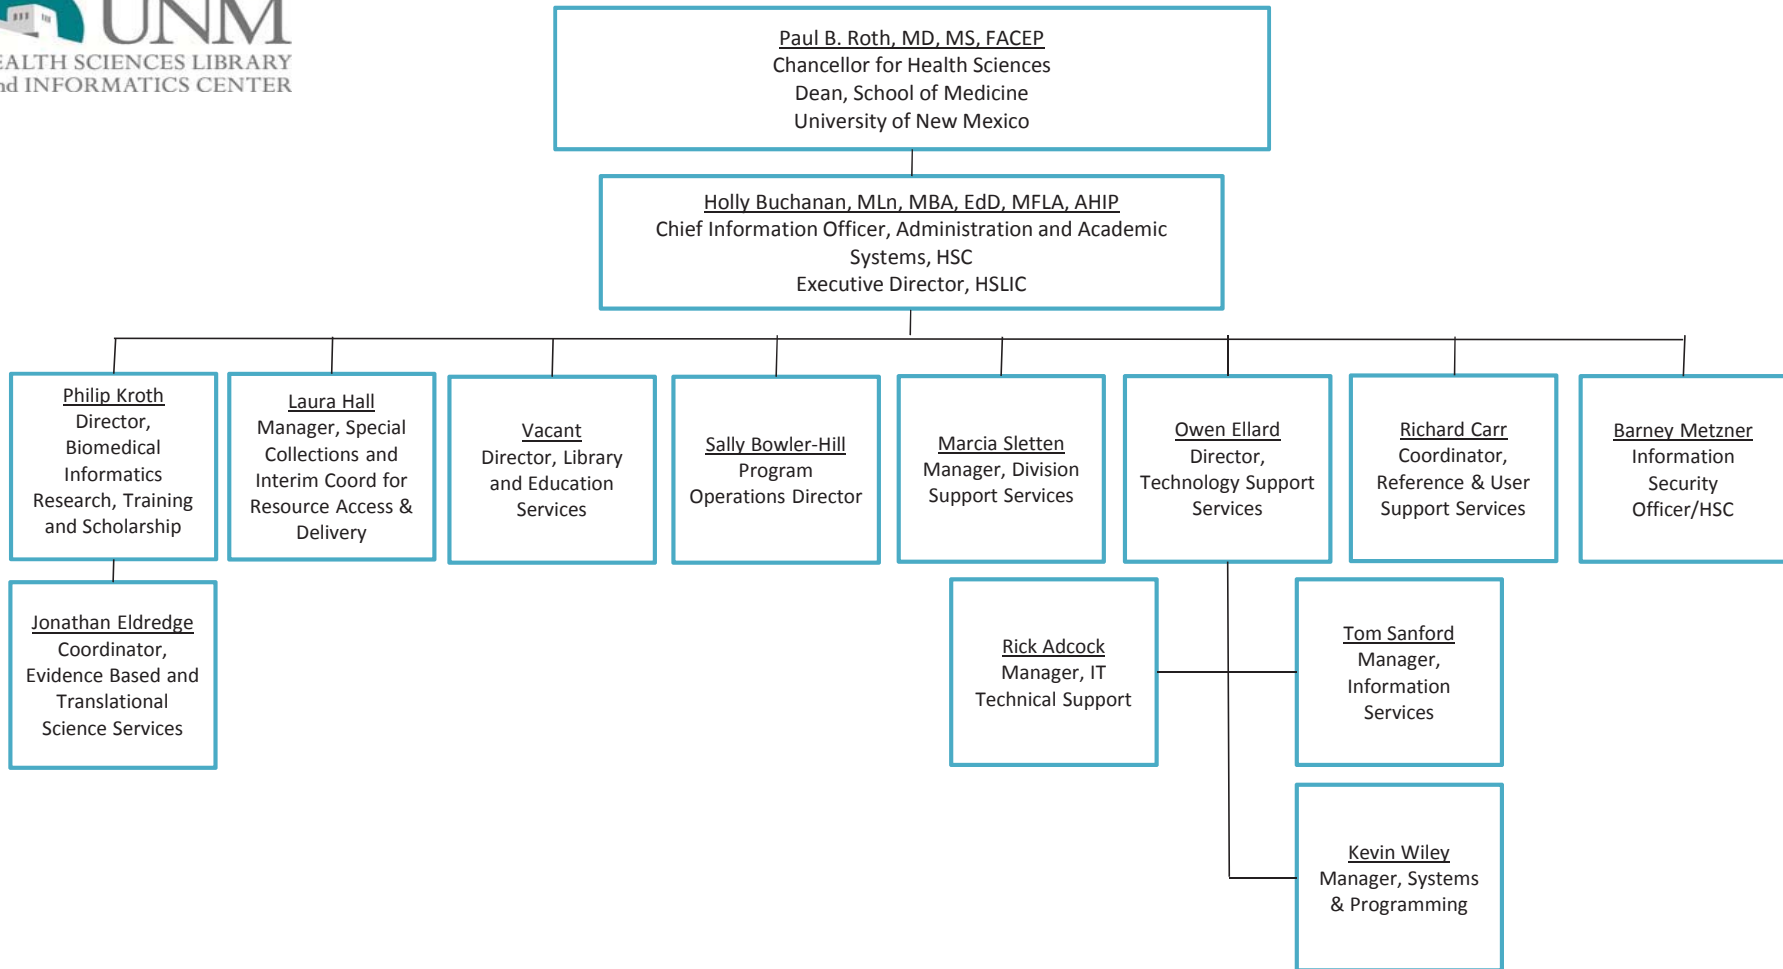 UNM
EALTH SCIENCES LIBRARY
nd INFORMATICS CENTER
Paul B. Roth, MD, MS, FACEP
Chancellor for Health Sciences
Dean, School of Medicine
University of New Mexico
Holly Buchanan, MLn, MBA, EdD, MFLA, AHIP
Chief Information Officer, Administration and Academic
Systems, HSC
Executive Director, HSLIC
Philip Kroth
Director,
Biomedical
Informatics
Research, Training
and Scholarship
Laura Hall
Manager, Special
Collections and
Interim Coord for
Resource Access &
Delivery
Vacant
Director, Library
and Education
Services
Sally Bowler-Hill
Program
Operations Director
Marcia Sletten
Manager, Division
Support Services
Owen Ellard
Director,
Technology Support
Services
Richard Carr
Coordinator,
Reference & User
Support Services
Barney Metzner
Information
Security
Officer/HSC
Jonathan Eldredge
Coordinator,
Evidence Based and
Translational
Science Services
Rick Adcock
Manager, IT
Technical Support
Tom Sanford
Manager,
Information
Services
Kevin Wiley
Manager, Systems
& Programming